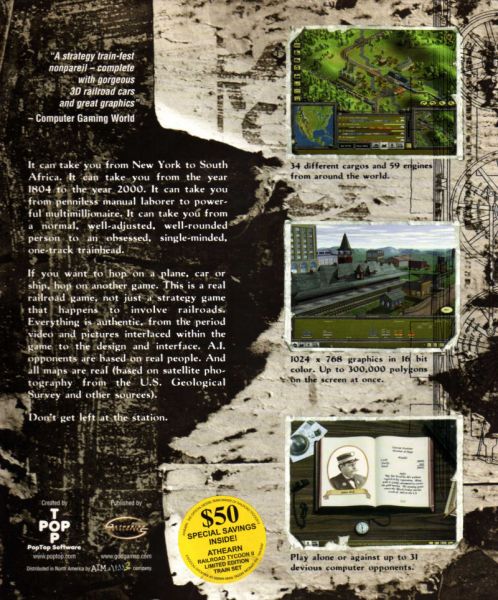 "A strategy train-fest
nonpareil – complete
with gorgeous
3D railroad cars
and great graphics"
~ Computer Gaming World
It can take you from New York to South
Africa. It can take you from the year
1804 to the year 2000. It can take you
from penniless manual laborer to power-
ful multimillionaire. It can take you from
a normal, well-adjusted, well-rounded
person to an obsessed, single-minded,
one-track trainhead.
If you want to hop on a plane, car or
ship, hop on another game. This is a real
railroad game, not just a strategy game
that happens to involve railroads.
Everything is authentic, from the period
video and pictures interlaced within the
game to the design and interface. A.I.
opponents are based on real people. And
all maps are real (based on satellite pho-
tography from the U.S. Geological
Survey and other sources).
Don't get left at the station.
34 different cargos and 59 engines
from around the world.
1024 x 768 graphics in 16 bit
color. Up to 300,000 polygons
on the screen at once.
Play alone or against up to 31
devious computer opponents.
Created by
TOP
POP
PopTop Software
www.poptop.com
Published by
www.godgames.com
Distributed in North America by
company
$50
SPECIAL SAVINGS
INSIDE!
ATHEARN
RAILROAD TYCOON II
LIMITED EDITION
TRAIN SET